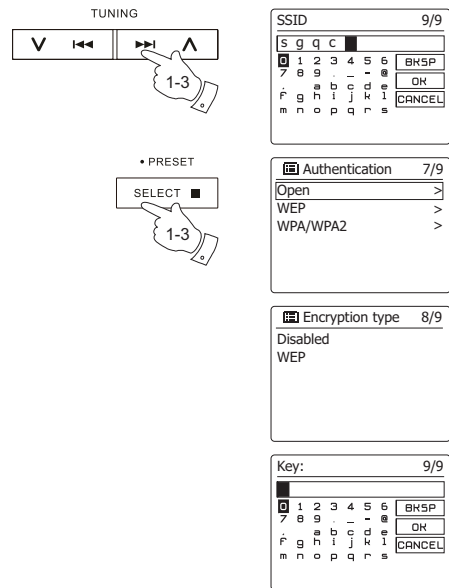 TUNING
1-3
• PRESET
SELECT
1-3
SSID 9/9
s g q c
0 1 2 3 4 5 6 BKSP
7 8 9 . _ - @
. a b c d e OK
f g h i j k l CANCEL
m n o p q r s
Authentication 7/9
Open >
WEP >
WPA/WPA2 >
Encryption type 8/9
Disabled
WEP
Key: 9/9
0 1 2 3 4 5 6 BKSP
7 8 9 . _ - @
. a b c d e OK
f g h i j k l CANCEL
m n o p q r s